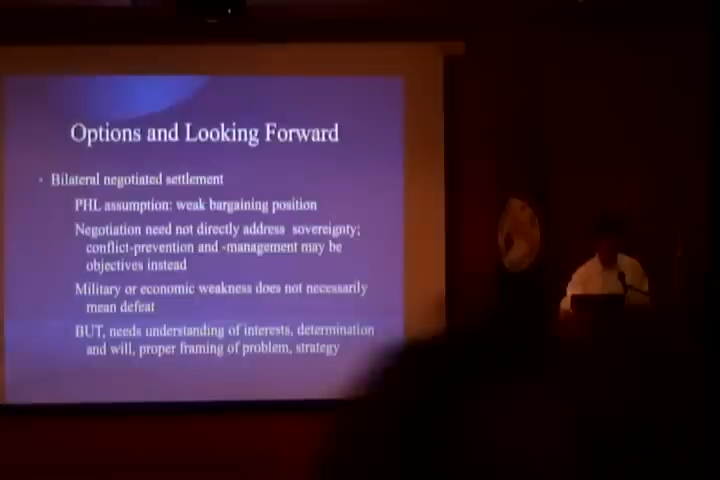 Options and Looking Forward
• Bilateral negotiated settlement
PHL assumption: weak bargaining position
Negotiation need not directly address sovereignty;
conflict-prevention and -management may be
objectives instead
Military or economic weakness does not necessarily
mean defeat
BUT, needs understanding of interests, determination
and will, proper framing of problem, strategy